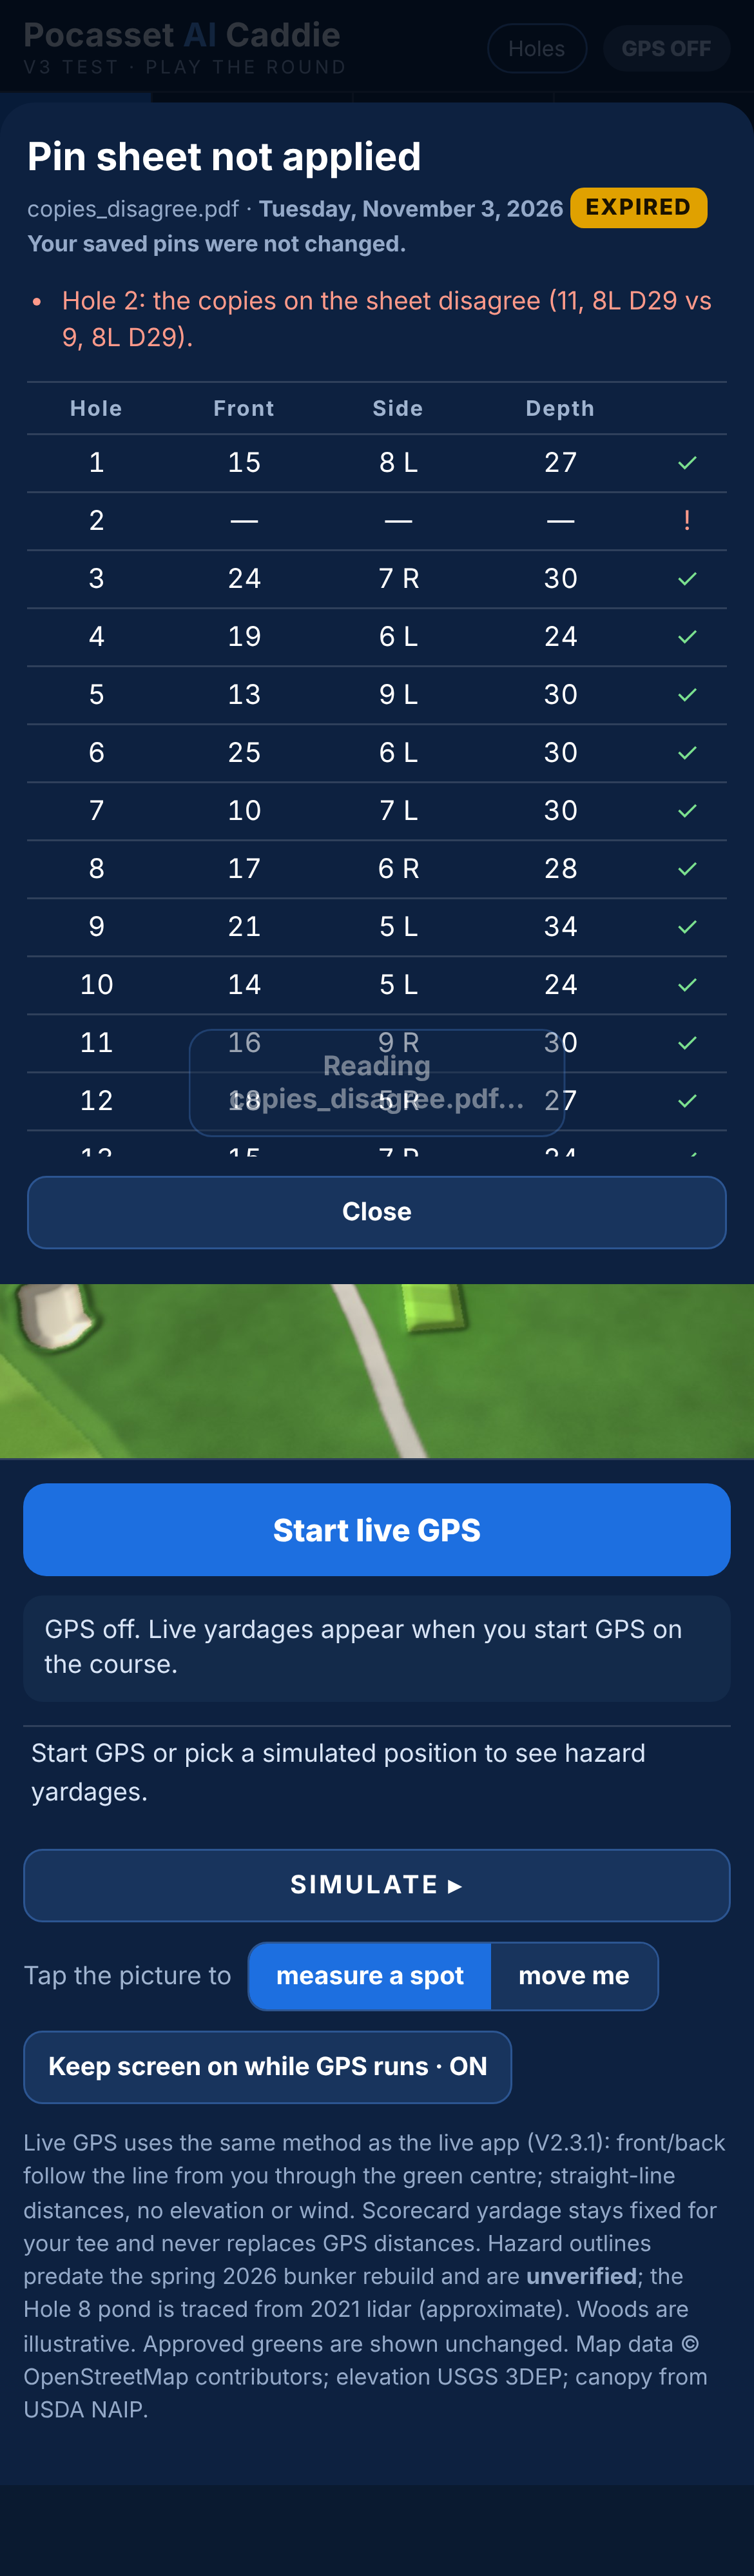 Pocasset AI Caddie
V3 TEST · PLAY THE ROUND
Holes
GPS OFF
Pin sheet not applied
copies_disagree.pdf · Tuesday, November 3, 2026 EXPIRED
Your saved pins were not changed.
• Hole 2: the copies on the sheet disagree (11, 8L D29 vs
9, 8L D29).
Hole Front Side Depth
1 15 8 L 27 ✓
2 — — — !
3 24 7 R 30 ✓
4 19 6 L 24 ✓
5 13 9 L 30 ✓
6 25 6 L 30 ✓
7 10 7 L 30 ✓
8 17 6 R 28 ✓
9 21 5 L 34 ✓
10 14 5 L 24 ✓
11 16 9 R 30 ✓
Reading
copies_disagree.pdf...
12 18 5 R 27 ✓
Close
Start live GPS
GPS off. Live yardages appear when you start GPS on
the course.
Start GPS or pick a simulated position to see hazard
yardages.
SIMULATE ▸
Tap the picture to measure a spot move me
Keep screen on while GPS runs · ON
Live GPS uses the same method as the live app (V2.3.1): front/back
follow the line from you through the green centre; straight-line
distances, no elevation or wind. Scorecard yardage stays fixed for
your tee and never replaces GPS distances. Hazard outlines
predate the spring 2026 bunker rebuild and are unverified; the
Hole 8 pond is traced from 2021 lidar (approximate). Woods are
illustrative. Approved greens are shown unchanged. Map data ©
OpenStreetMap contributors; elevation USGS 3DEP; canopy from
USDA NAIP.